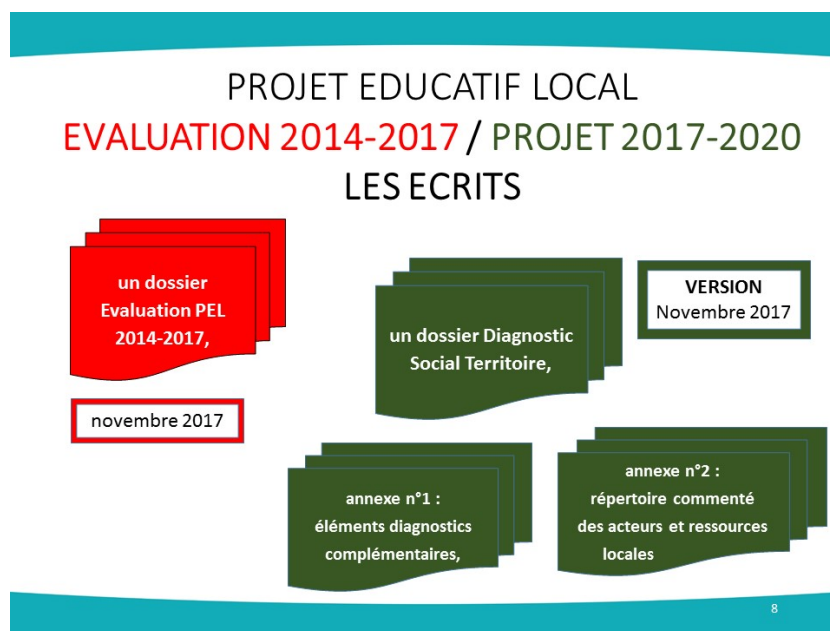 PROJET EDUCATIF LOCAL
EVALUATION 2014-2017 / PROJET 2017-2020
LES ECRITS
un dossier
Evaluation PEL
2014-2017,
novembre 2017
un dossier Diagnostic
Social Territoire,
VERSION
Novembre 2017
annexe n°1 :
éléments diagnostics
complémentaires,
annexe n°2 :
répertoire commenté
des acteurs et ressources
locales
8